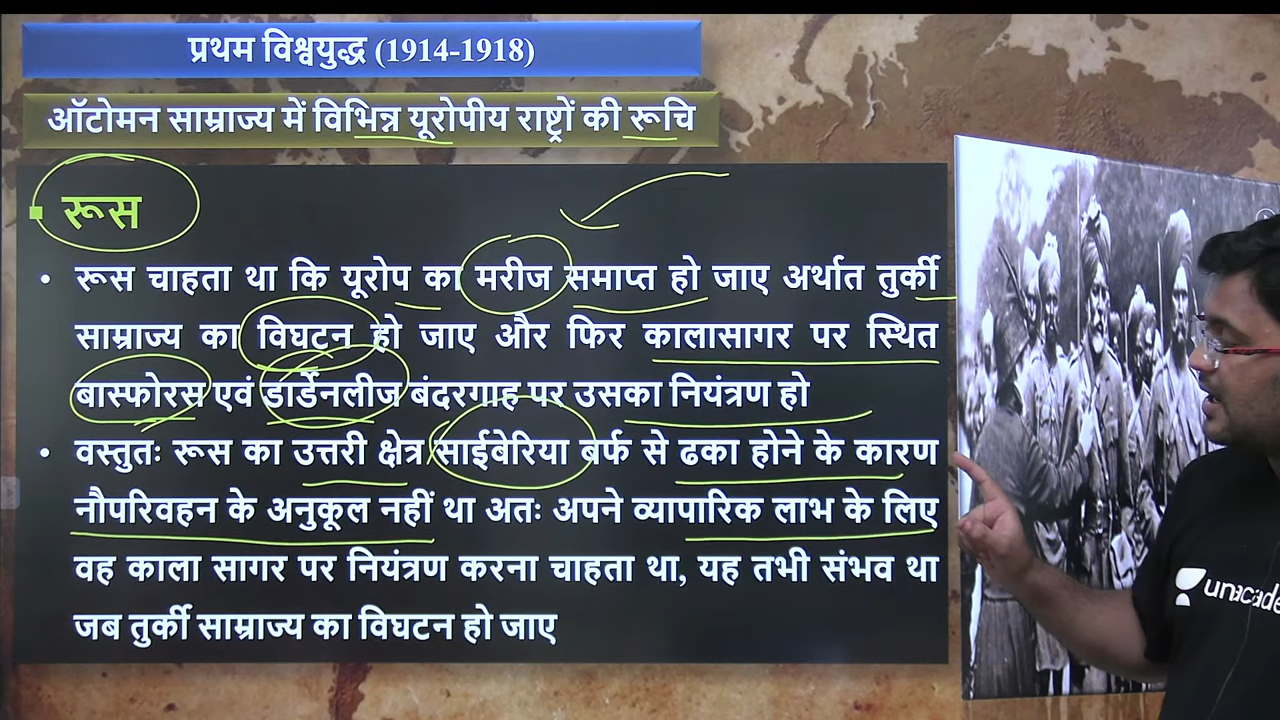 प्रथम विश्वयुद्ध (1914-1918)
ऑटोमन साम्राज्य में विभिन्न यूरोपीय राष्ट्रों की रूचि
▪ रूस
• रूस चाहता था कि यूरोप का मरीज समाप्त हो जाए अर्थात तुर्की
साम्राज्य का विघटन हो जाए और फिर कालासागर पर स्थित
बास्फोरस एवं डार्डेनलीज बंदरगाह पर उसका नियंत्रण हो
• वस्तुतः रूस का उत्तरी क्षेत्र साईबेरिया बर्फ से ढका होने के कारण
नौपरिवहन के अनुकूल नहीं था अतः अपने व्यापारिक लाभ के लिए
वह काला सागर पर नियंत्रण करना चाहता था, यह तभी संभव था
जब तुर्की साम्राज्य का विघटन हो जाए
unacade